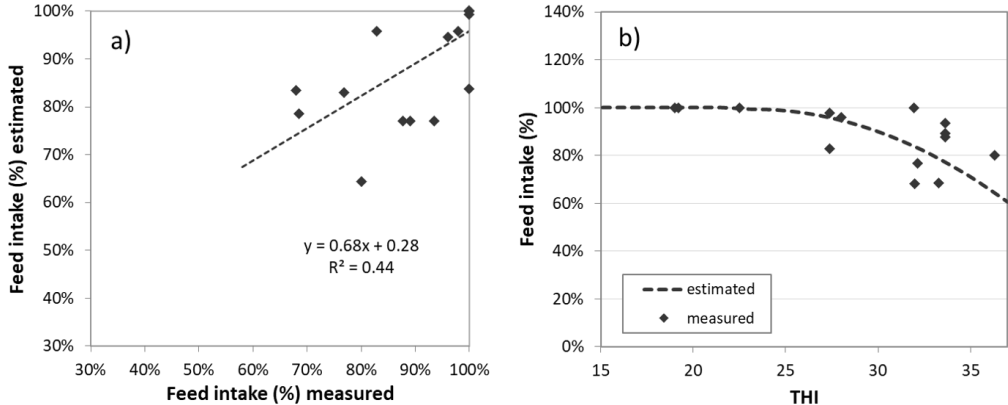 a)
Feed intake (%) estimated
100%
90%
80%
70%
60%
50%
40%
30%
y = 0.68x + 0.28
R² = 0.44
30%
40%
50%
60%
70%
80%
90%
100%
Feed intake (%) measured
b)
Feed intake (%)
140%
120%
100%
80%
60%
40%
20%
0%
estimated
measured
15
20
25
30
35
THI